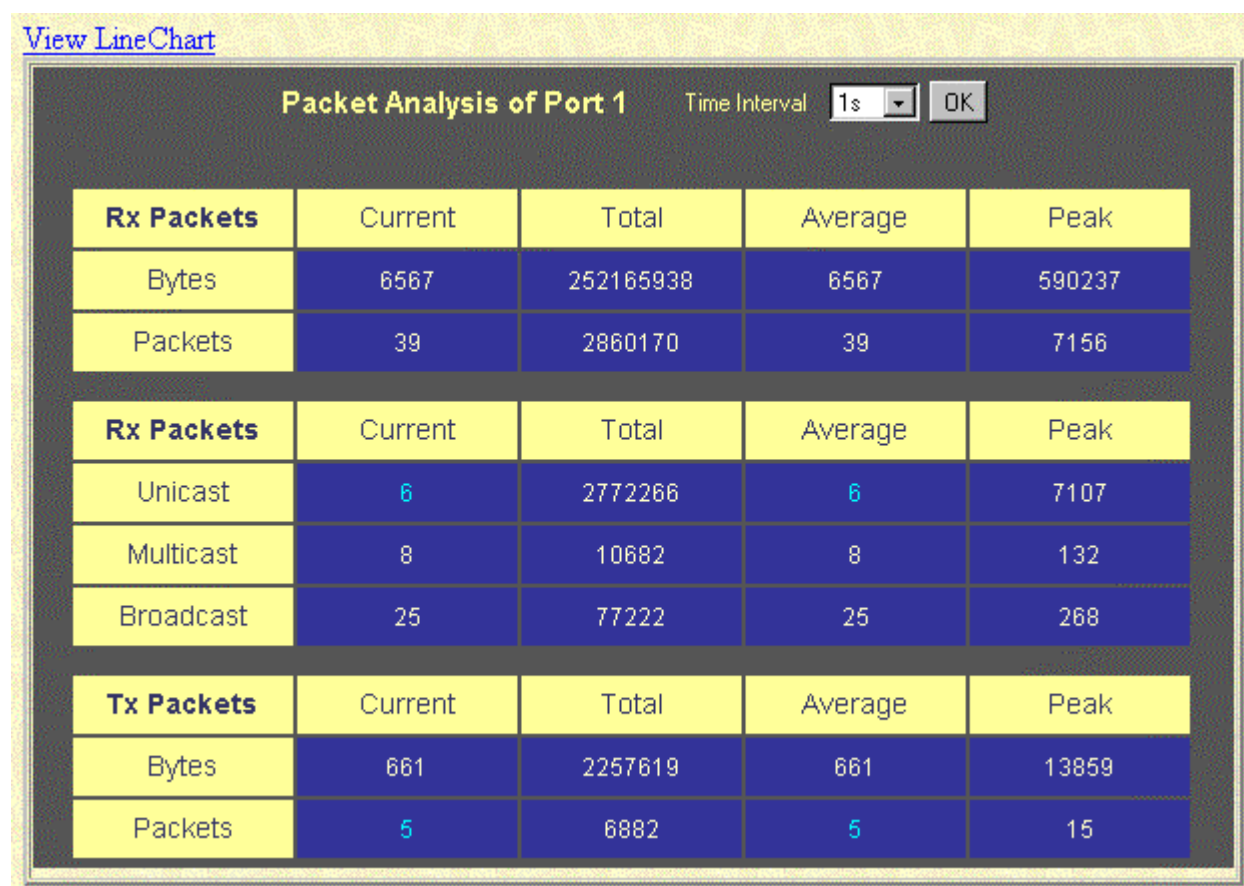 View LineChart
Packet Analysis of Port 1 Time Interval 1s OK
Rx Packets Current Total Average Peak
Bytes 6567 252165938 6567 590237
Packets 39 2860170 39 7156
Rx Packets Current Total Average Peak
Unicast 6 2772266 6 7107
Multicast 8 10682 8 132
Broadcast 25 77222 25 268
Tx Packets Current Total Average Peak
Bytes 661 2257619 661 13859
Packets 5 6882 5 15